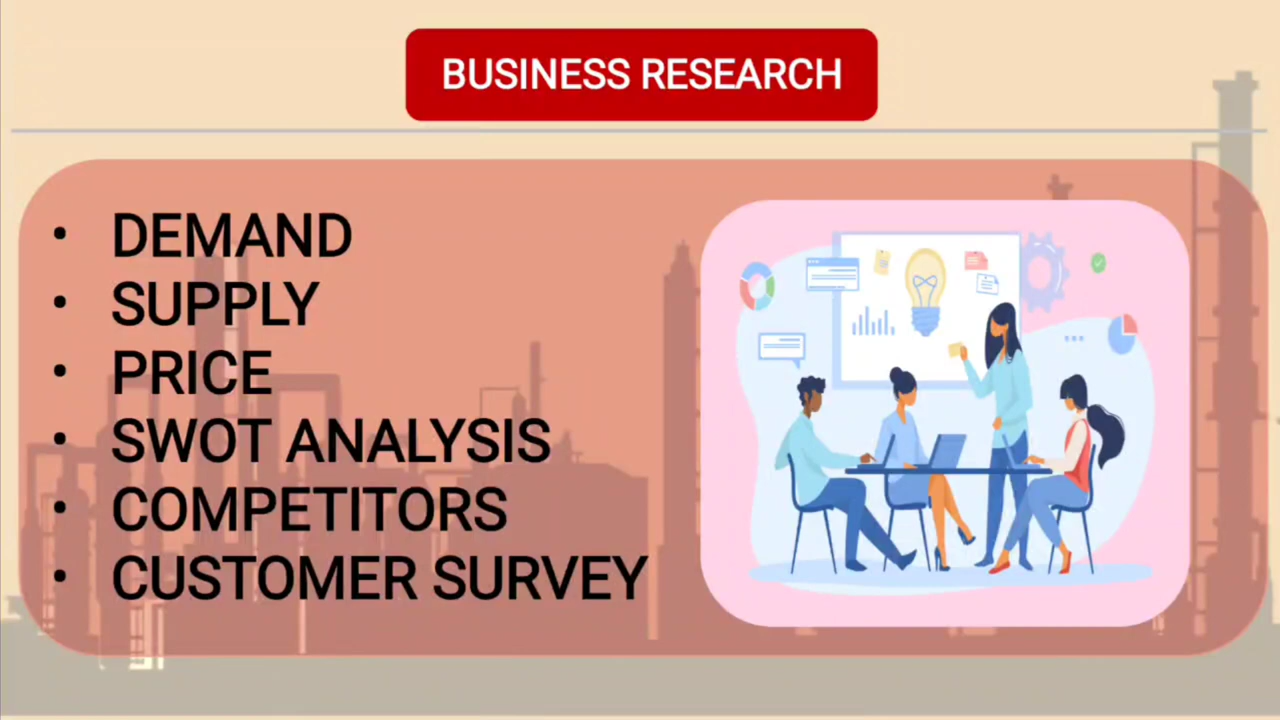 BUSINESS RESEARCH
• DEMAND
• SUPPLY
• PRICE
• SWOT ANALYSIS
• COMPETITORS
• CUSTOMER SURVEY